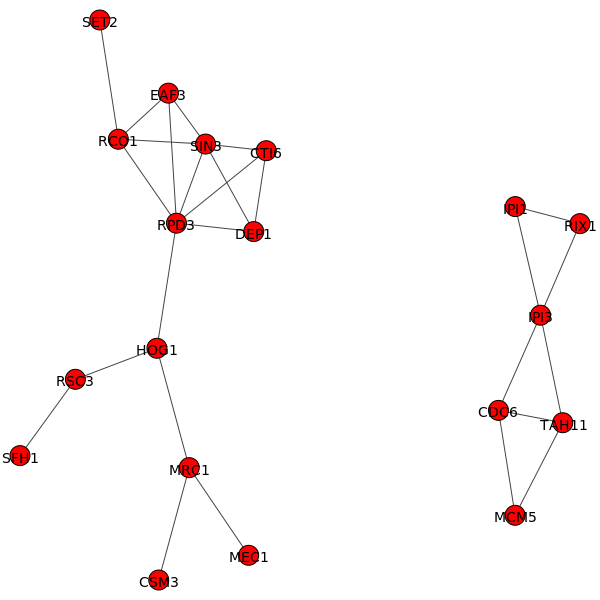 SET2
EAF3
RCO1
SIN3
CTI6
RPD3
DEP1
IPI1
RIX1
IPI3
HOG1
RSC3
CDC6
TAH11
SFH1
MRC1
MCM5
MEC1
CSM3